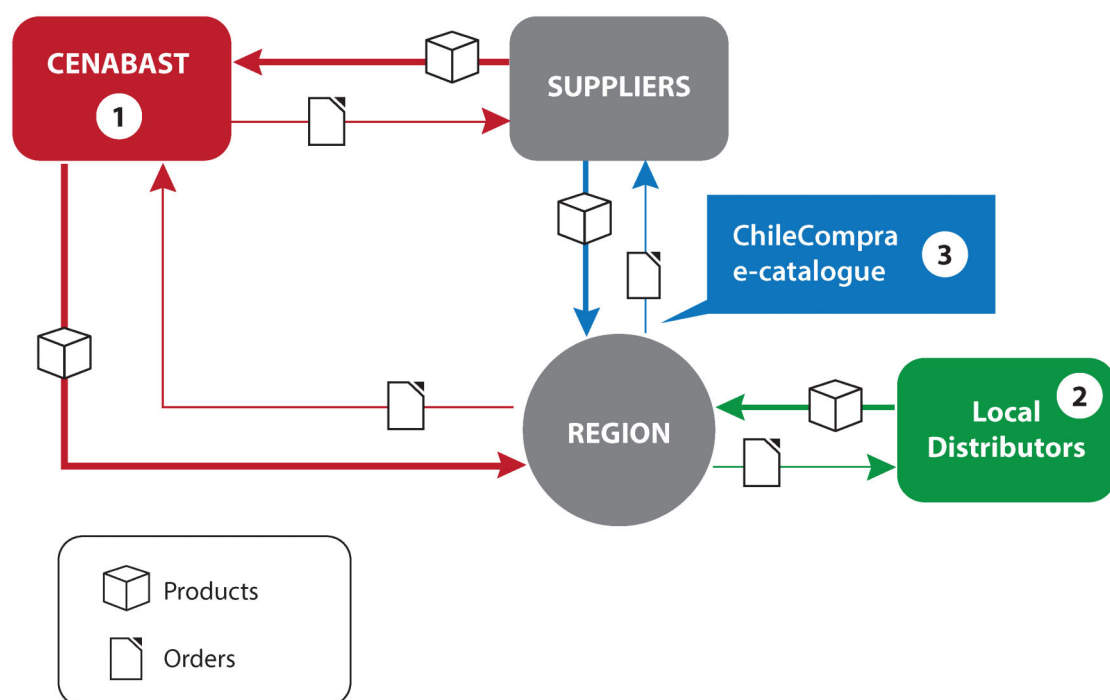 CENABAST
1
SUPPLIERS
ChileCompra
e-catalogue
3
REGION
Local
Distributors
2
Products
Orders